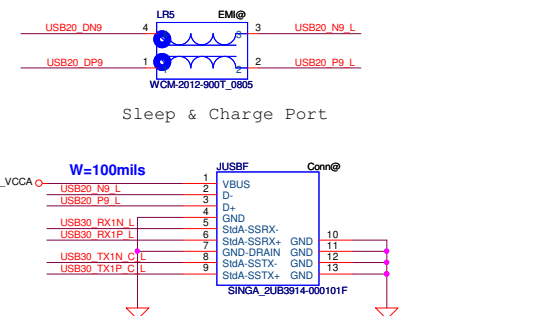 LR5 EMI@
USB20_DN9 4 3 USB20_N9_L
USB20_DP9 1 2 USB20_P9_L
WCM-2012-900T_0805
Sleep & Charge Port
W=100mils JUSBF Conn@
_VCCA 1 VBUS
USB20_N9_L 2 D-
USB20_P9_L 3 D+
4 GND
USB30_RX1N_L 5 StdA-SSRX-
USB30_RX1P_L 6 StdA-SSRX+ GND 10
7 GND-DRAIN GND 11
USB30_TX1N_C_L 8 StdA-SSTX- GND 12
USB30_TX1P_C_L 9 StdA-SSTX+ GND 13
SINGA_2UB3914-000101F